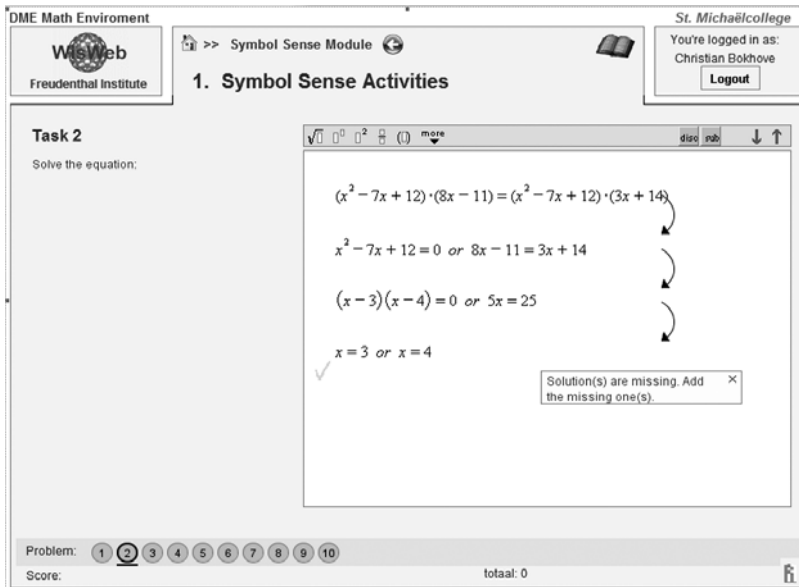 DME Math Enviroment
St. Michaëlcollege
WisWeb
Freudenthal Institute
>> Symbol Sense Module
You're logged in as:
Christian Bokhove
Logout
1. Symbol Sense Activities
Task 2
Solve the equation:
more
disc sub
(x² − 7x + 12)·(8x − 11) = (x² − 7x + 12)·(3x + 14)
x² − 7x + 12 = 0 or 8x − 11 = 3x + 14
(x − 3)(x − 4) = 0 or 5x = 25
x = 3 or x = 4
Solution(s) are missing. Add
the missing one(s).
Problem: 1 2 3 4 5 6 7 8 9 10
Score:
totaal: 0